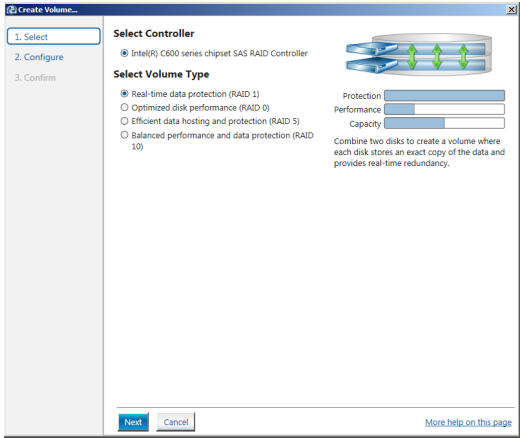 Create Volume...
1. Select
2. Configure
3. Confirm
Select Controller
Intel(R) C600 series chipset SAS RAID Controller
Select Volume Type
Real-time data protection (RAID 1)
Optimized disk performance (RAID 0)
Efficient data hosting and protection (RAID 5)
Balanced performance and data protection (RAID
10)
Protection
Performance
Capacity
Combine two disks to create a volume where
each disk stores an exact copy of the data and
provides real-time redundancy.
Next
Cancel
More help on this page